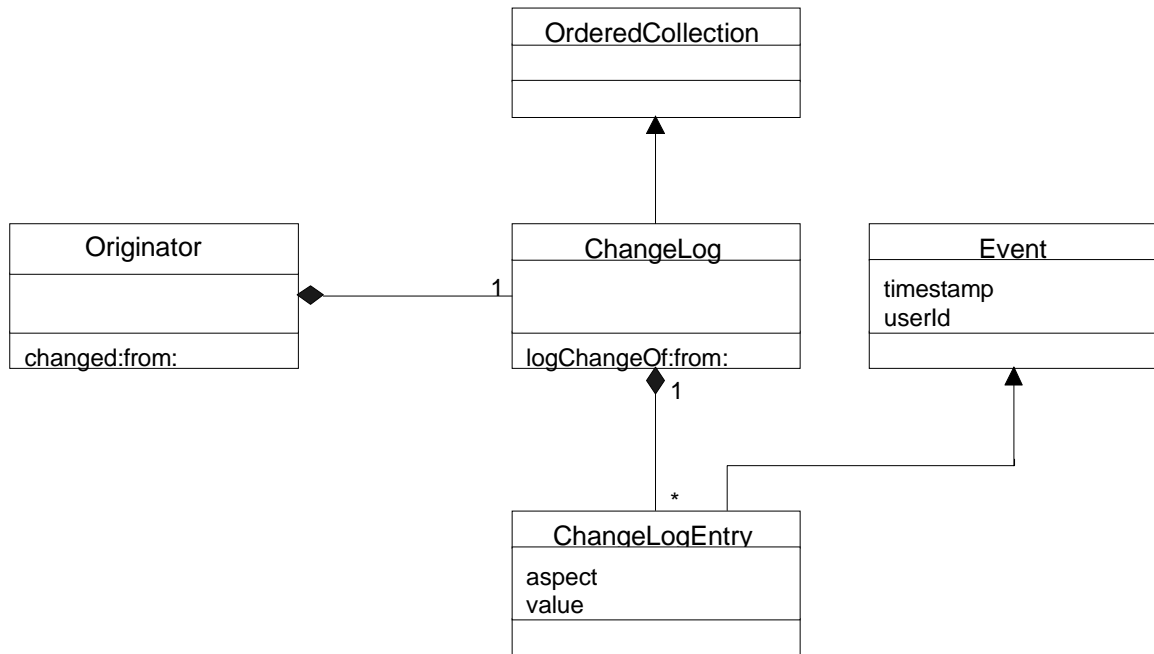 OrderedCollection
Originator
changed:from:
1
ChangeLog
logChangeOf:from:
1
Event
timestamp
userId
*
ChangeLogEntry
aspect
value